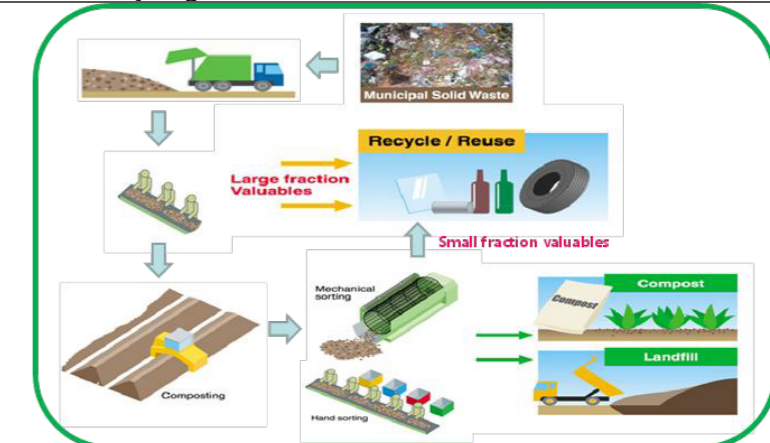 Municipal Solid Waste
Recycle / Reuse
Large fraction
Valuables
Small fraction valuables
Mechanical
sorting
Compost
Compost
Landfill
Composting
Hand sorting